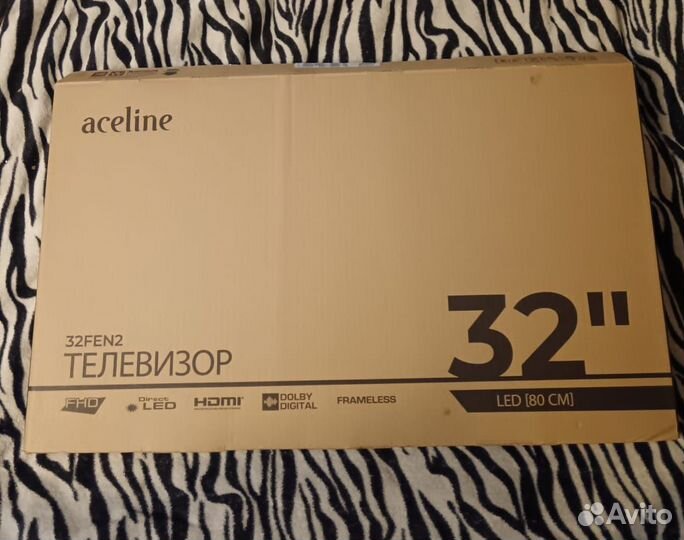 aceline
32FEN2
ТЕЛЕВИЗОР
32"
FHD
Direct LED
HDMI
DOLBY DIGITAL
FRAMELESS
LED [80 CM]
Avito